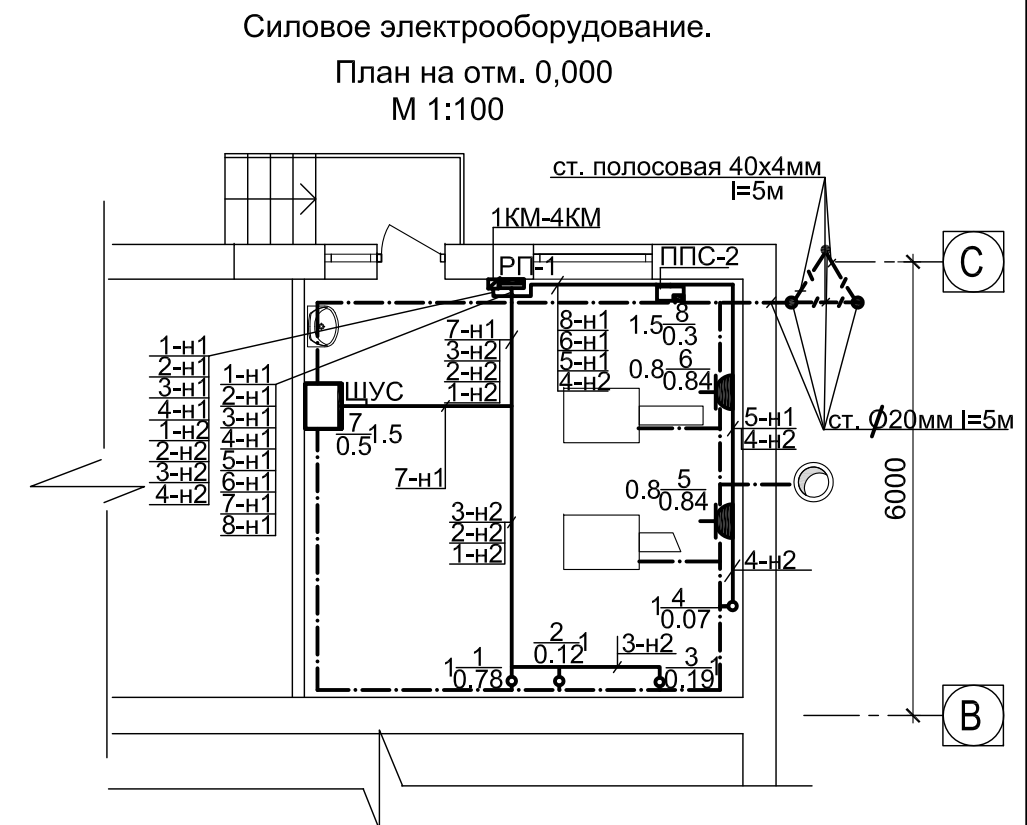 Силовое электрооборудование.
План на отм. 0,000
М 1:100
ст. полосовая 40х4мм
l=5м
1КМ-4КМ
РП-1
ППС-2
С
1-н1
2-н1
3-н1
4-н1
1-н2
2-н2
3-н2
4-н2
1-н1
2-н1
3-н1
4-н1
5-н1
6-н1
7-н1
8-н1
7-н1
3-н2
2-н2
1-н2
8-н1
6-н1
5-н1
4-н2
1.5 8
0.3
0.8 6
0.84
ЩУС
7 1.5
0.5
7-н1
5-н1
4-н2
ст. ϕ20мм l=5м
6000
0.8 5
0.84
3-н2
2-н2
1-н2
4-н2
1 4
0.07
1 1
0.78
2 1
0.12
3-н2
3 1
0.19
В